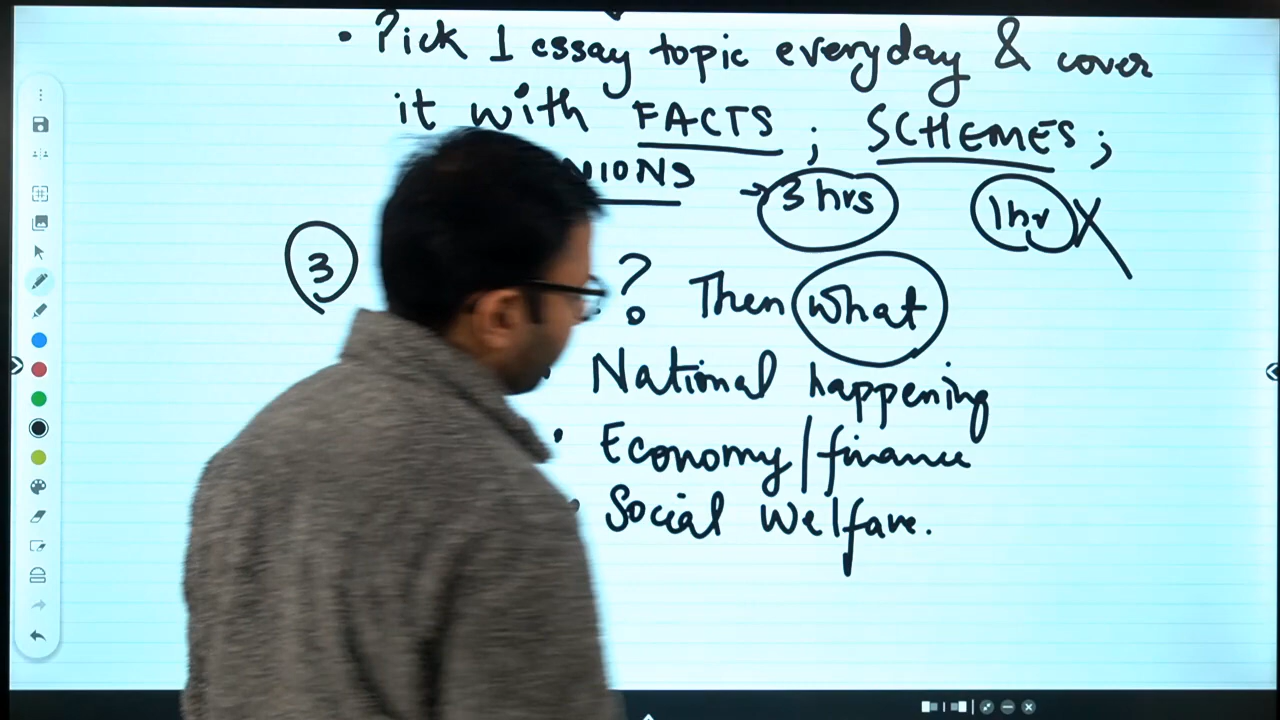 • Pick 1 essay topic everyday & cover
it with FACTS ; SCHEMES ;
→ 3 hrs 1hr X
3 ? Then what
National happening
• Economy/finance
• Social Welfare.